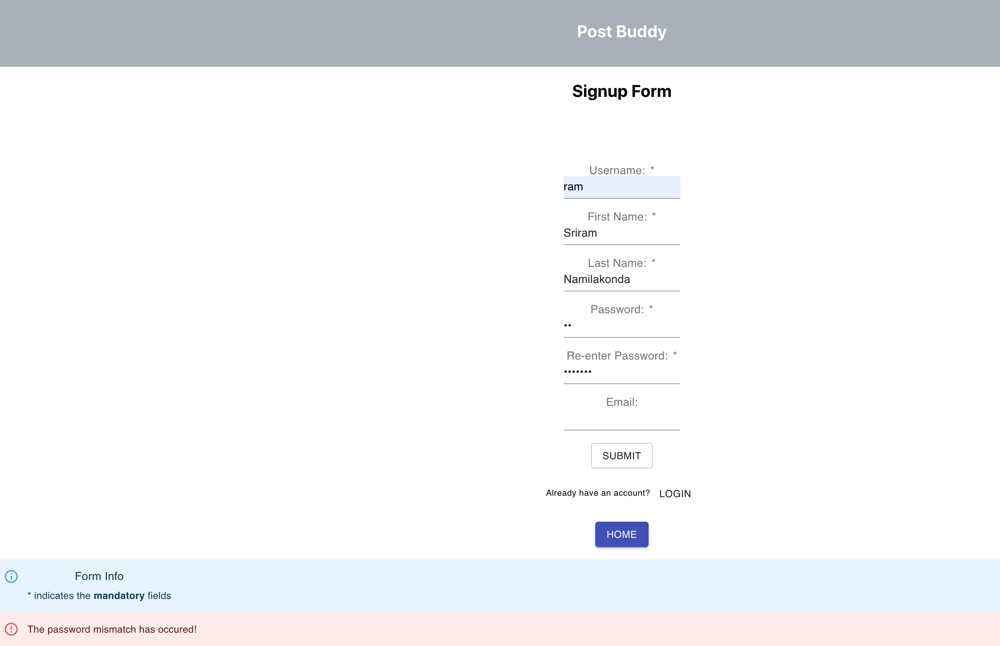 Post Buddy
Signup Form
Username: *
ram
First Name: *
Sriram
Last Name: *
Namilakonda
Password: *
••
Re-enter Password: *
•••••••
Email:
SUBMIT
Already have an account? LOGIN
HOME
Form Info
* indicates the mandatory fields
The password mismatch has occured!